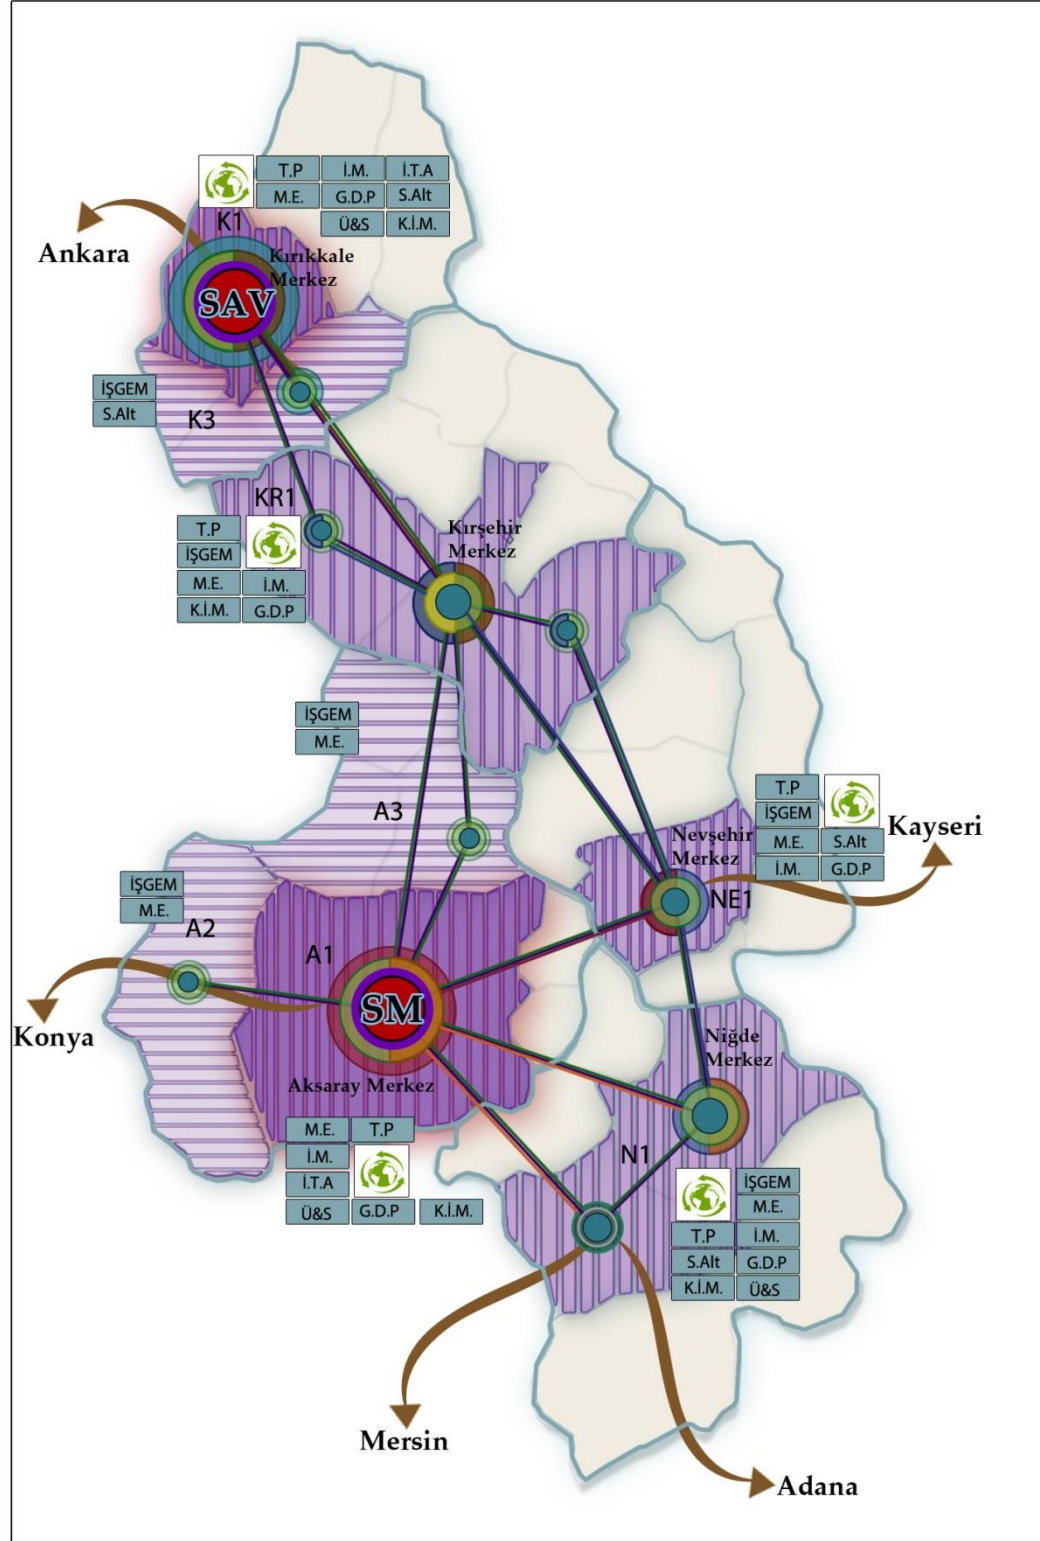 T.P İ.M. İ.T.A
M.E. G.D.P S.Alt
Ü&S K.İ.M.
K1
Ankara
Kırıkkale
Merkez
SAV
İŞGEM
S.Alt
K3
KR1
T.P
İŞGEM
M.E. İ.M.
K.İ.M. G.D.P
Kırşehir
Merkez
İŞGEM
M.E.
A3
T.P
İŞGEM
M.E. S.Alt
İ.M. G.D.P
Kayseri
Nevşehir
Merkez
NE1
İŞGEM
M.E.
A2
A1
SM
Konya
Aksaray Merkez
Niğde
Merkez
M.E. T.P
İ.M.
İ.T.A
Ü&S G.D.P K.İ.M.
N1
İŞGEM
M.E.
T.P İ.M.
S.Alt G.D.P
K.İ.M. Ü&S
Mersin
Adana